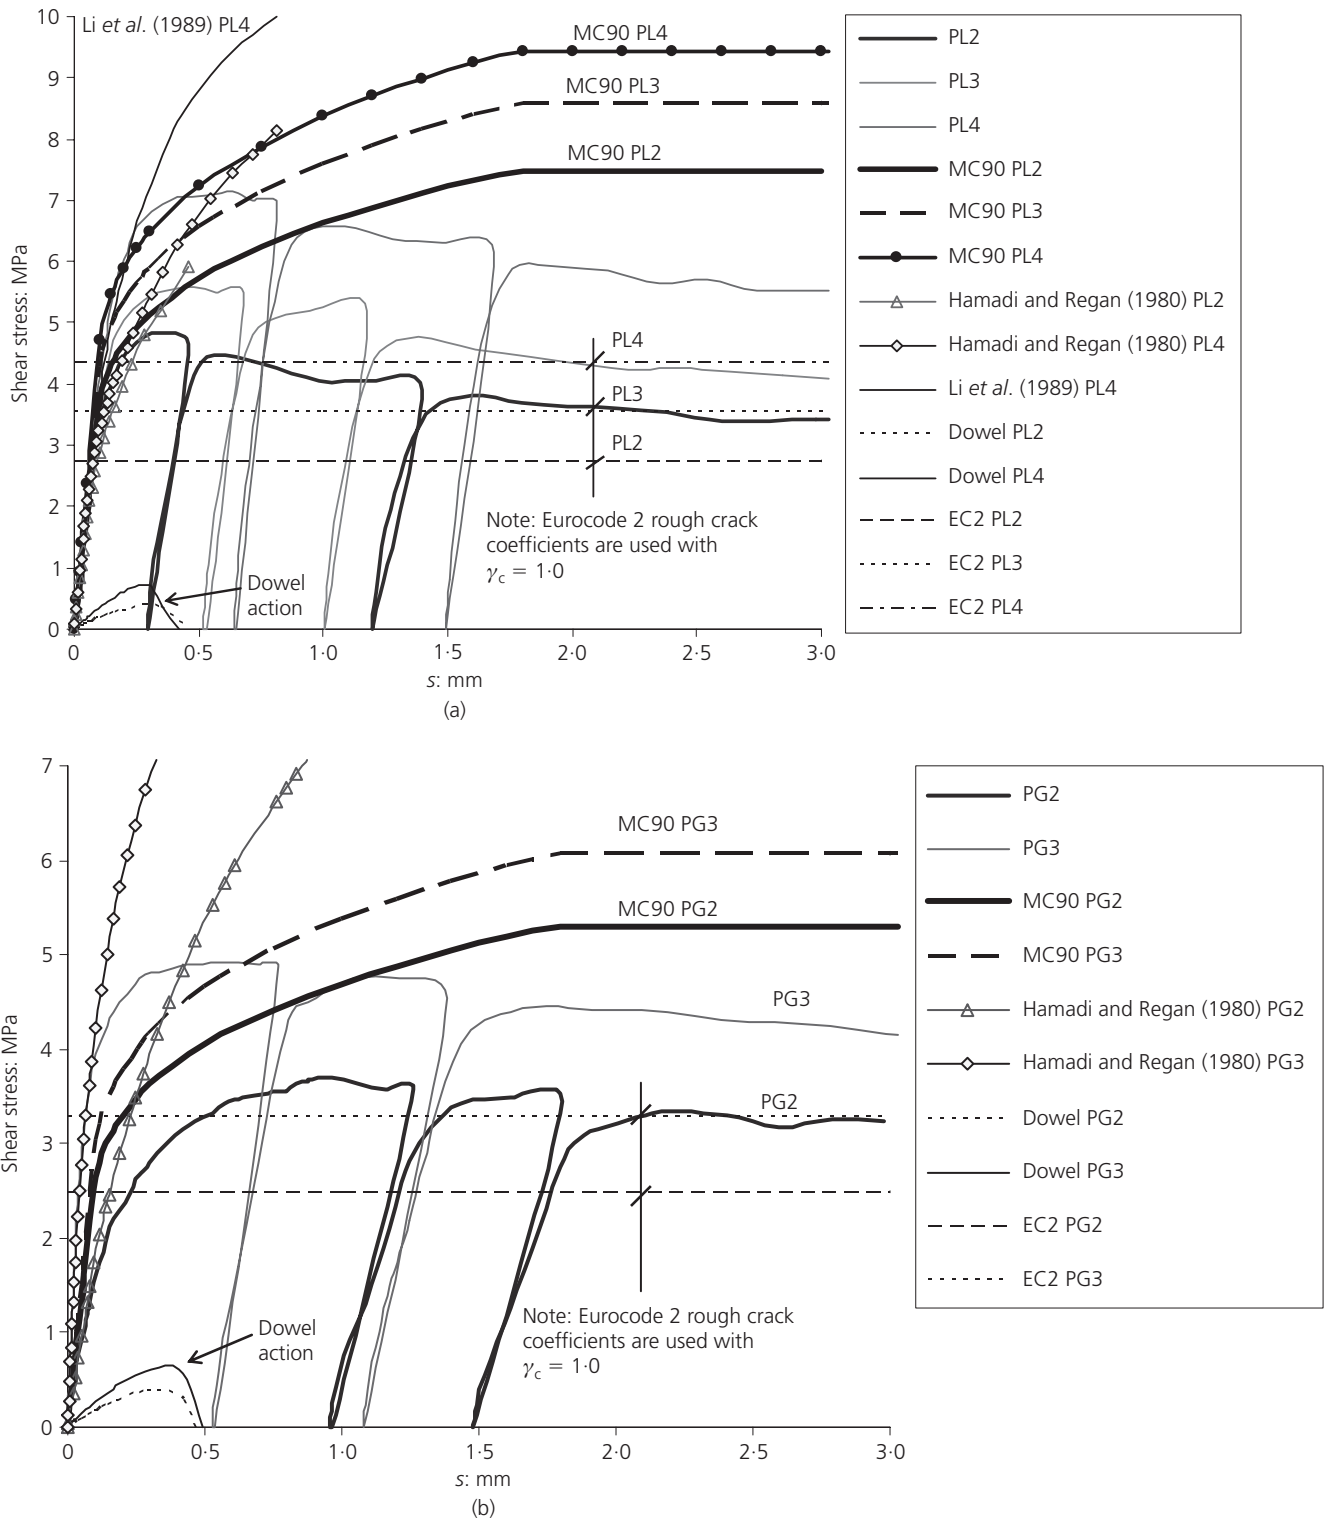 10
9
8
7
6
5
4
3
2
1
0
Shear stress: MPa
Li et al. (1989) PL4
MC90 PL4
MC90 PL3
MC90 PL2
PL4
PL3
PL2
Note: Eurocode 2 rough crack
coefficients are used with
γc = 1·0
Dowel
action
0 0·5 1·0 1·5 2·0 2·5 3·0
s: mm
(a)
PL2
PL3
PL4
MC90 PL2
MC90 PL3
MC90 PL4
Hamadi and Regan (1980) PL2
Hamadi and Regan (1980) PL4
Li et al. (1989) PL4
Dowel PL2
Dowel PL4
EC2 PL2
EC2 PL3
EC2 PL4
7
6
5
4
3
2
1
0
Shear stress: MPa
MC90 PG3
MC90 PG2
PG3
PG2
Note: Eurocode 2 rough crack
coefficients are used with
γc = 1·0
Dowel
action
0 0·5 1·0 1·5 2·0 2·5 3·0
s: mm
(b)
PG2
PG3
MC90 PG2
MC90 PG3
Hamadi and Regan (1980) PG2
Hamadi and Regan (1980) PG3
Dowel PG2
Dowel PG3
EC2 PG2
EC2 PG3